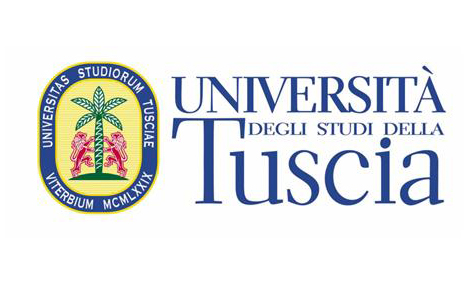 UNIVERSITAS STUDIORUM TUSCIAE
VITERBIUM MCMLXXIX
UNIVERSITÀ
DEGLI STUDI DELLA
Tuscia